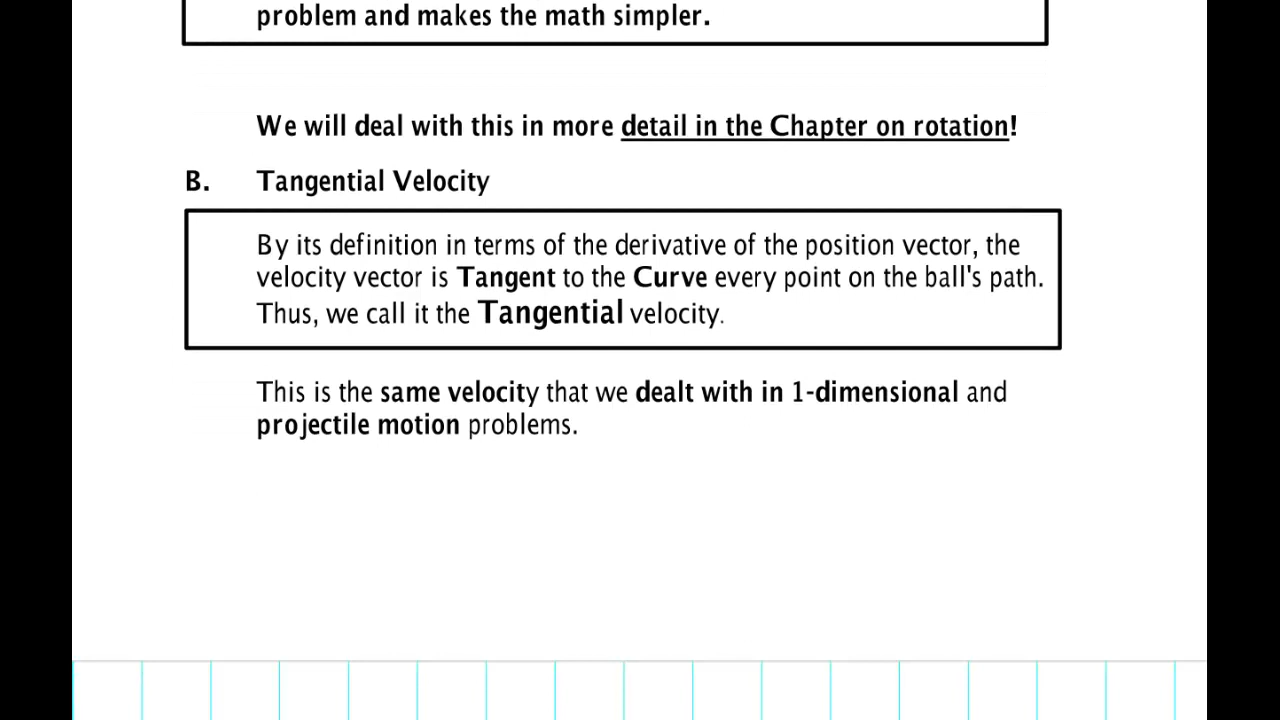 problem and makes the math simpler.
We will deal with this in more detail in the Chapter on rotation!
B. Tangential Velocity
By its definition in terms of the derivative of the position vector, the
velocity vector is Tangent to the Curve every point on the ball's path.
Thus, we call it the Tangential velocity.
This is the same velocity that we dealt with in 1-dimensional and
projectile motion problems.